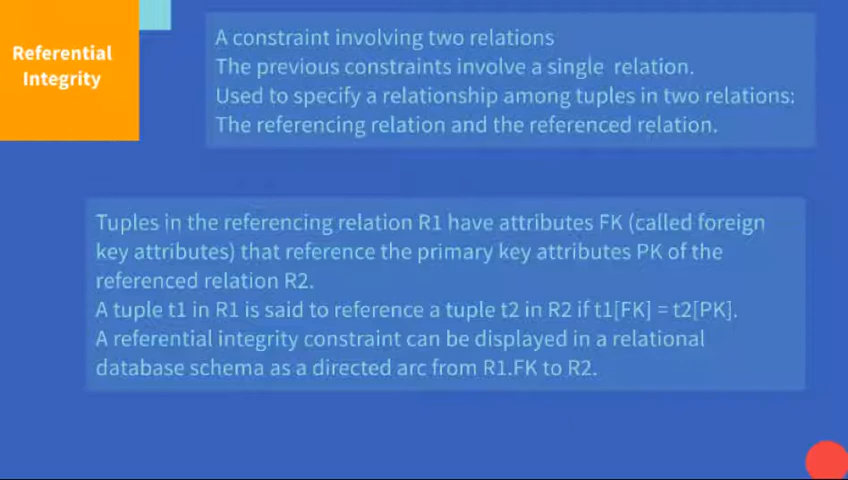 Referential
Integrity
A constraint involving two relations
The previous constraints involve a single relation.
Used to specify a relationship among tuples in two relations:
The referencing relation and the referenced relation.
Tuples in the referencing relation R1 have attributes FK (called foreign
key attributes) that reference the primary key attributes PK of the
referenced relation R2.
A tuple t1 in R1 is said to reference a tuple t2 in R2 if t1[FK] = t2[PK].
A referential integrity constraint can be displayed in a relational
database schema as a directed arc from R1.FK to R2.